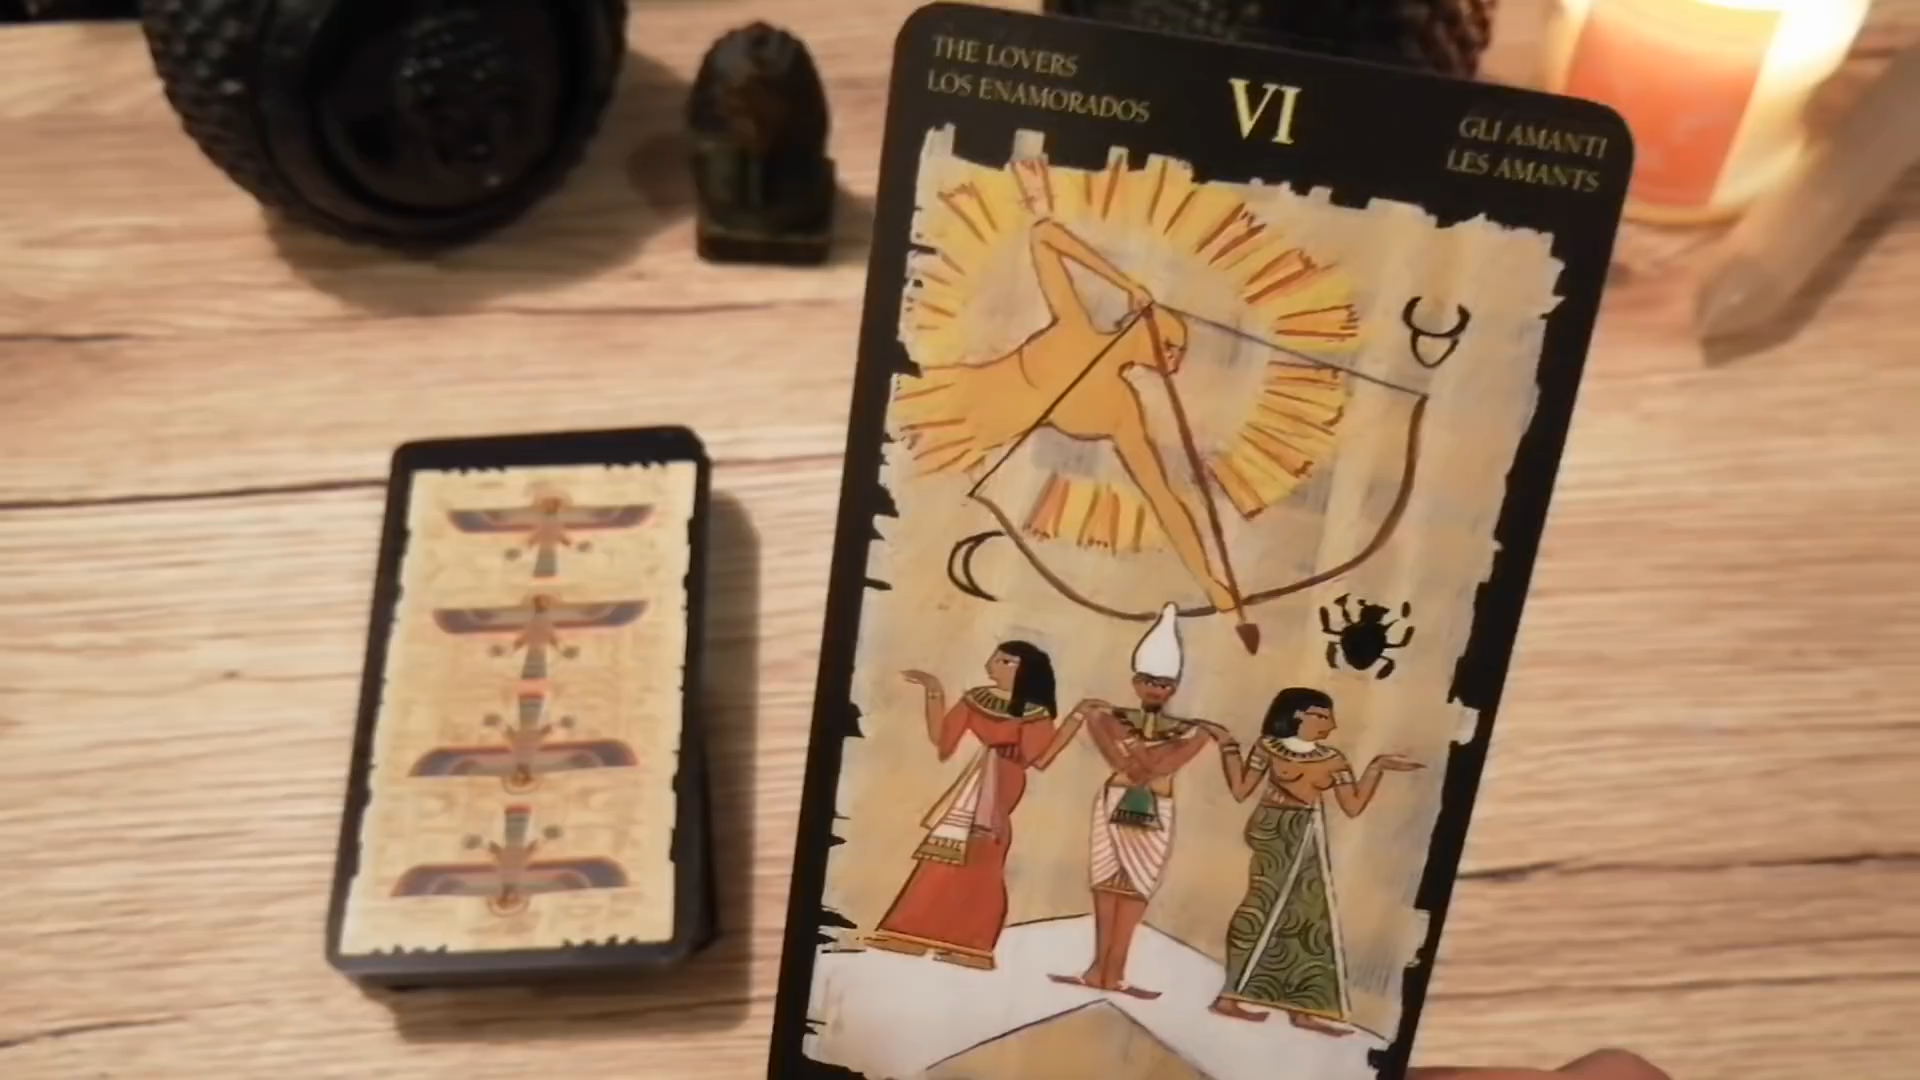 THE LOVERS
LOS ENAMORADOS
VI
GLI AMANTI
LES AMANTS